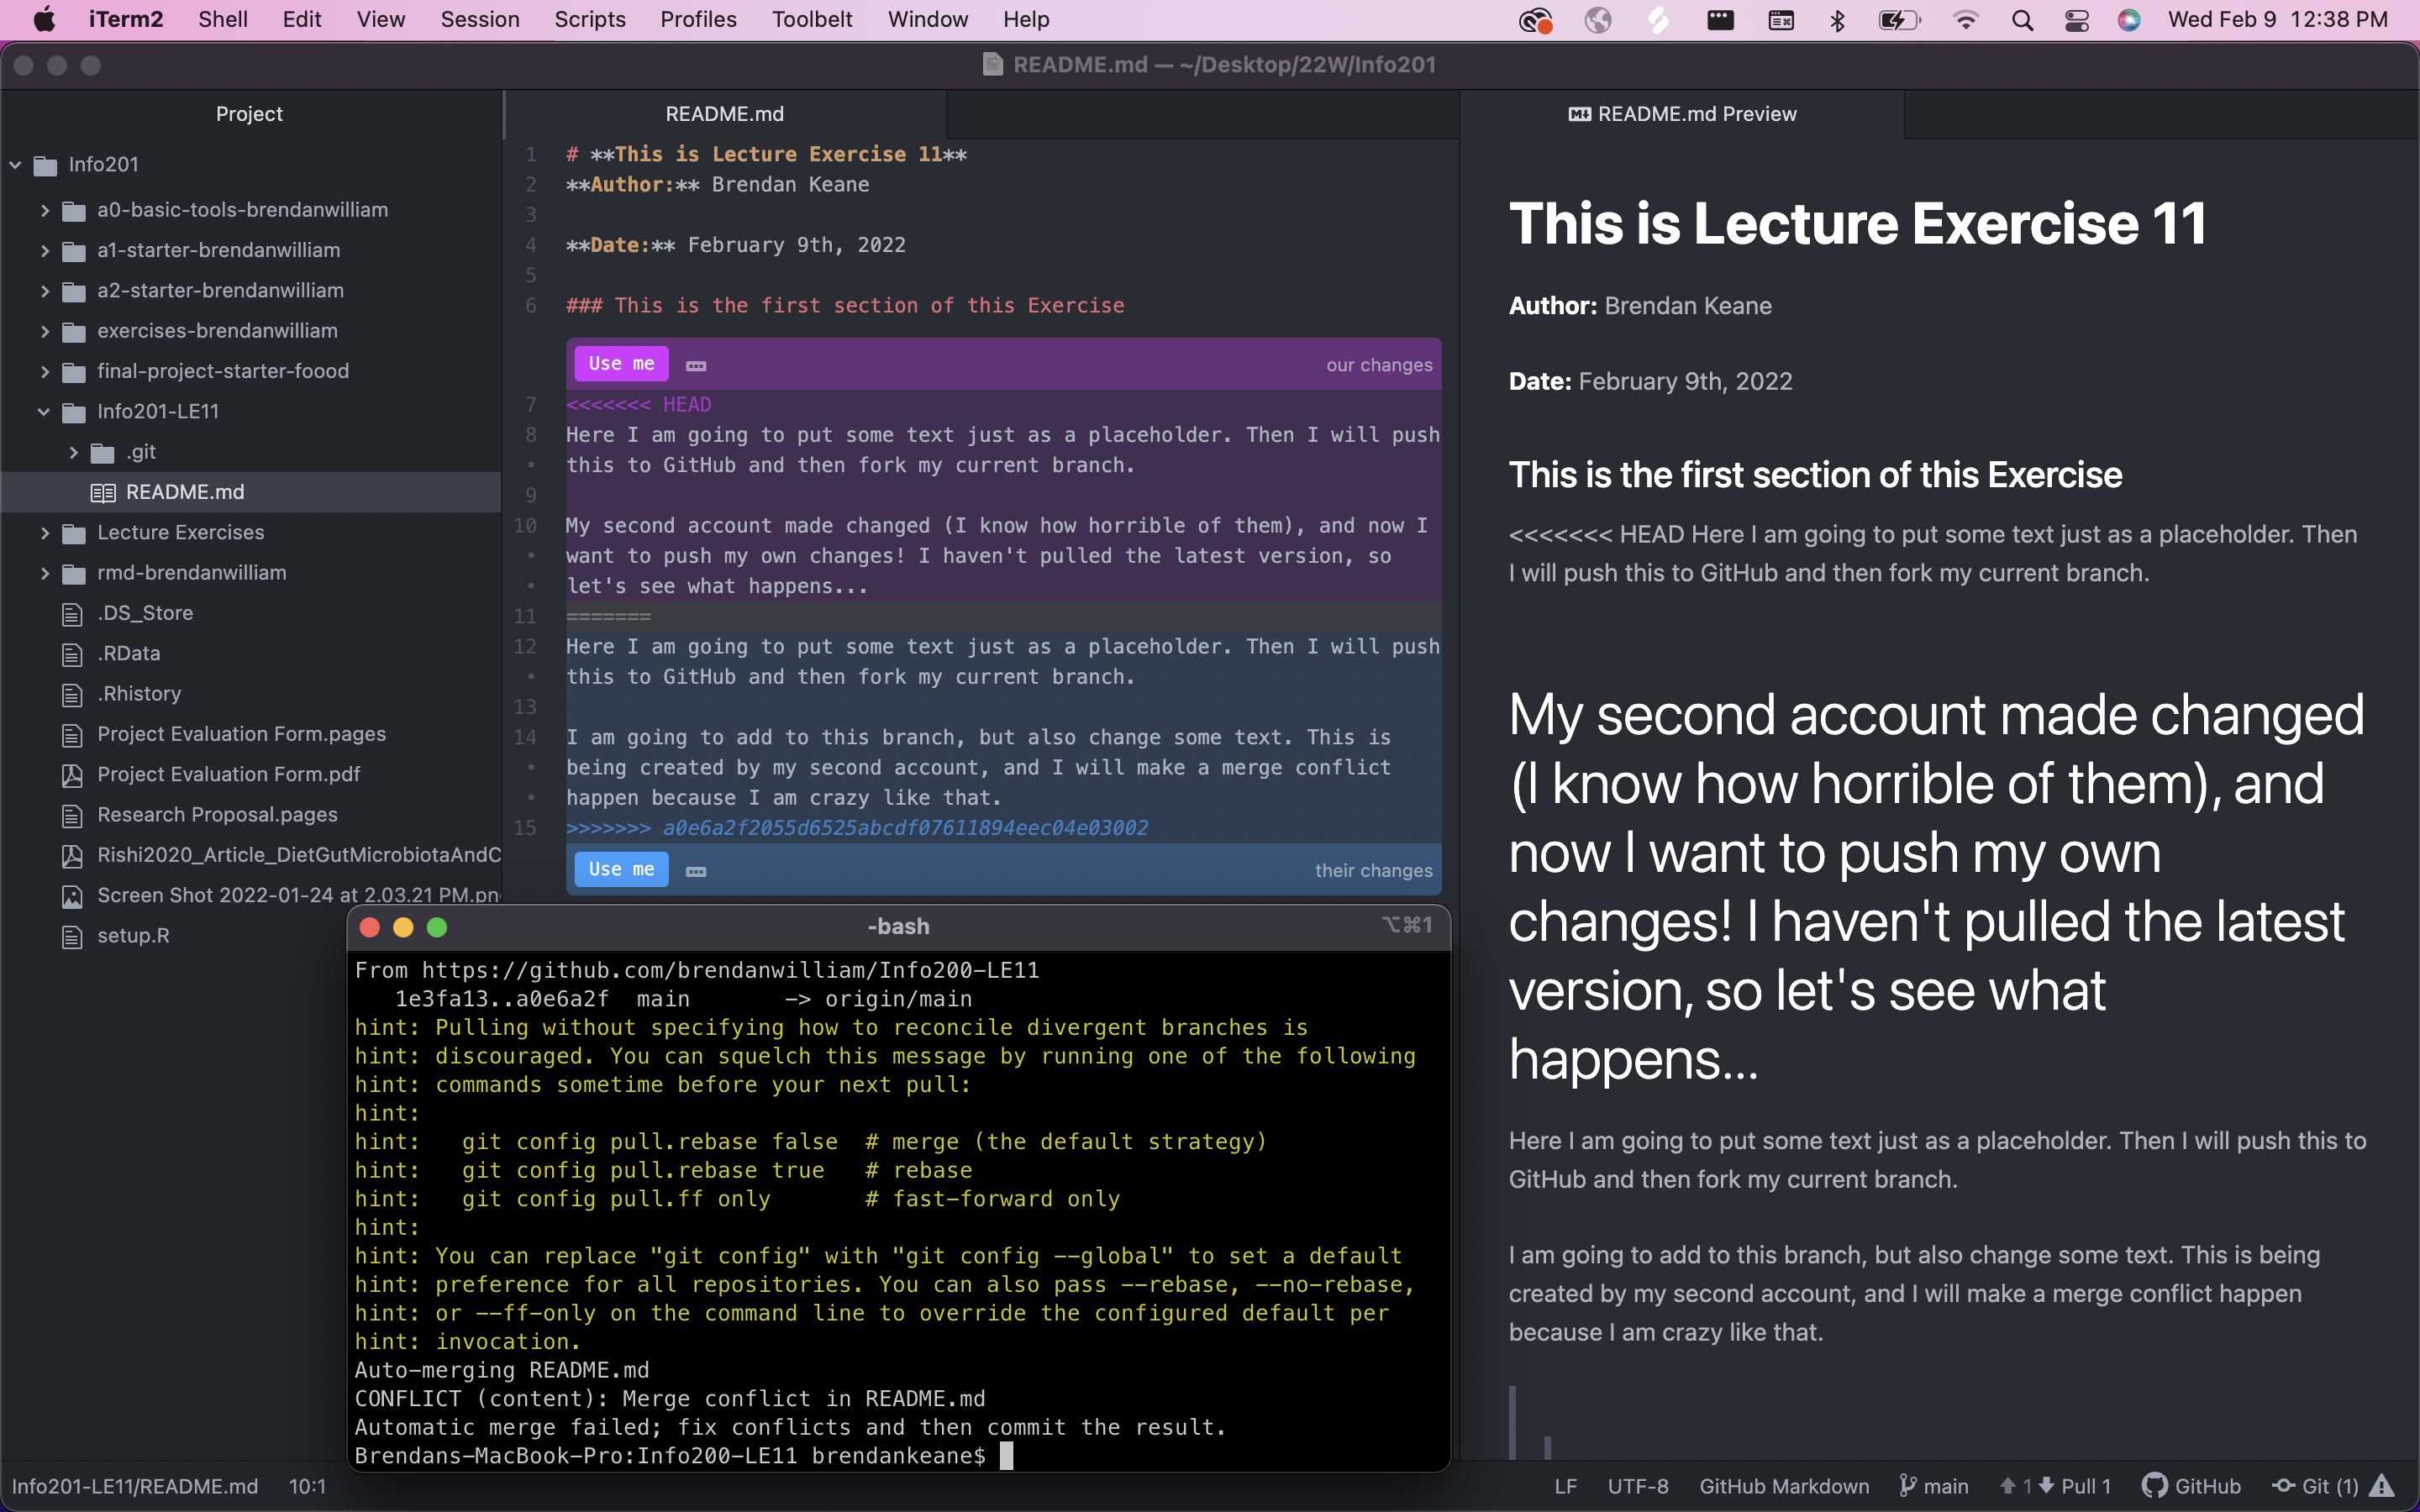 iTerm2 Shell Edit View Session Scripts Profiles Toolbelt Window Help Wed Feb 9 12:38 PM
README.md — ~/Desktop/22W/Info201
Project
Info201
a0-basic-tools-brendanwilliam
a1-starter-brendanwilliam
a2-starter-brendanwilliam
exercises-brendanwilliam
final-project-starter-foood
Info201-LE11
.git
README.md
Lecture Exercises
rmd-brendanwilliam
.DS_Store
.RData
.Rhistory
Project Evaluation Form.pages
Project Evaluation Form.pdf
Research Proposal.pages
Rishi2020_Article_DietGutMicrobiotaAndC
Screen Shot 2022-01-24 at 2.03.21 PM.pn
setup.R
README.md
1 # **This is Lecture Exercise 11**
2 **Author:** Brendan Keane
3
4 **Date:** February 9th, 2022
5
6 ### This is the first section of this Exercise
Use me our changes
7 <<<<<<< HEAD
8 Here I am going to put some text just as a placeholder. Then I will push
• this to GitHub and then fork my current branch.
9
10 My second account made changed (I know how horrible of them), and now I
• want to push my own changes! I haven't pulled the latest version, so
• let's see what happens...
11 =======
12 Here I am going to put some text just as a placeholder. Then I will push
• this to GitHub and then fork my current branch.
13
14 I am going to add to this branch, but also change some text. This is
• being created by my second account, and I will make a merge conflict
• happen because I am crazy like that.
15 >>>>>>> a0e6a2f2055d6525abcdf07611894eec04e03002
Use me their changes
README.md Preview
This is Lecture Exercise 11
Author: Brendan Keane
Date: February 9th, 2022
This is the first section of this Exercise
<<<<<<< HEAD Here I am going to put some text just as a placeholder. Then
I will push this to GitHub and then fork my current branch.
My second account made changed
(I know how horrible of them), and
now I want to push my own
changes! I haven't pulled the latest
version, so let's see what
happens...
Here I am going to put some text just as a placeholder. Then I will push this to
GitHub and then fork my current branch.
I am going to add to this branch, but also change some text. This is being
created by my second account, and I will make a merge conflict happen
because I am crazy like that.
-bash ⌥⌘1
From https://github.com/brendanwilliam/Info200-LE11
1e3fa13..a0e6a2f main -> origin/main
hint: Pulling without specifying how to reconcile divergent branches is
hint: discouraged. You can squelch this message by running one of the following
hint: commands sometime before your next pull:
hint:
hint: git config pull.rebase false # merge (the default strategy)
hint: git config pull.rebase true # rebase
hint: git config pull.ff only # fast-forward only
hint:
hint: You can replace "git config" with "git config --global" to set a default
hint: preference for all repositories. You can also pass --rebase, --no-rebase,
hint: or --ff-only on the command line to override the configured default per
hint: invocation.
Auto-merging README.md
CONFLICT (content): Merge conflict in README.md
Automatic merge failed; fix conflicts and then commit the result.
Brendans-MacBook-Pro:Info200-LE11 brendankeane$
Info201-LE11/README.md 10:1 LF UTF-8 GitHub Markdown main 1 Pull 1 GitHub Git (1)